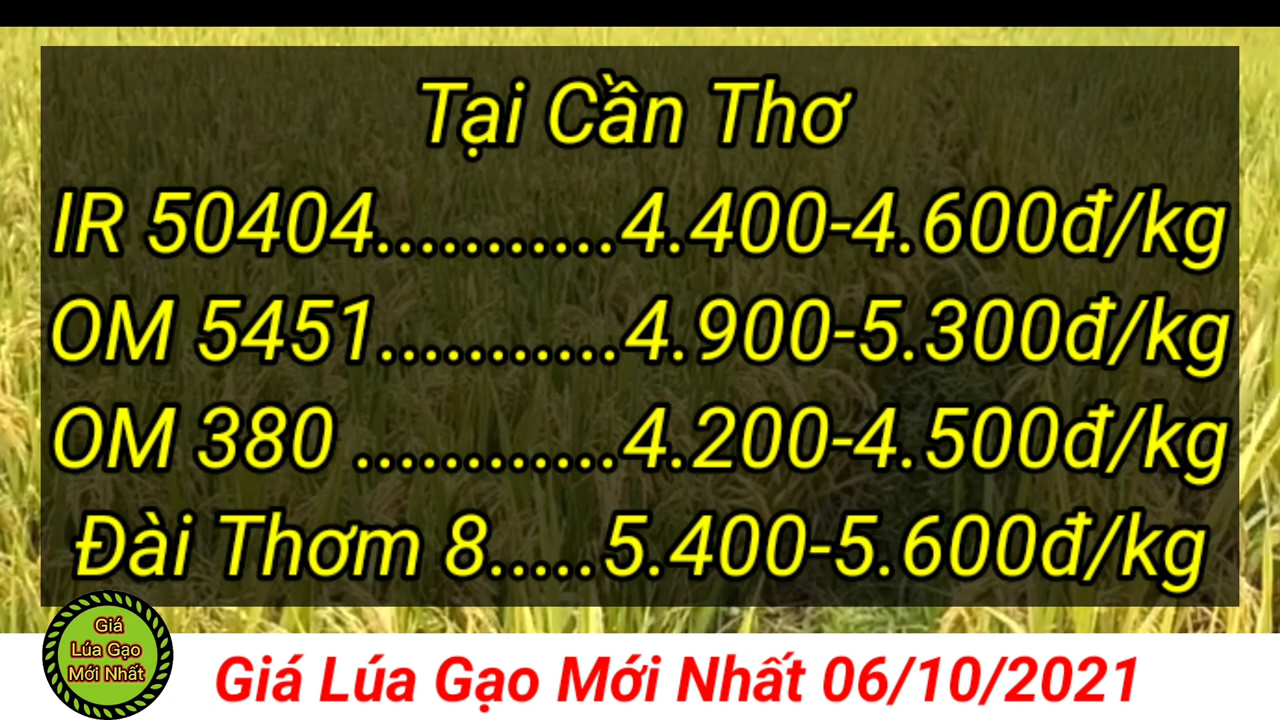 Tại Cần Thơ
IR 50404...........4.400-4.600đ/kg
OM 5451...........4.900-5.300đ/kg
OM 380 ............4.200-4.500đ/kg
Đài Thơm 8.....5.400-5.600đ/kg
Giá
Lúa Gạo
Mới Nhất
Giá Lúa Gạo Mới Nhất 06/10/2021